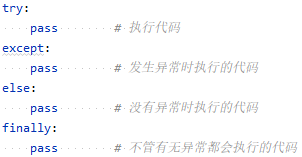 try:
    pass        # 执行代码
except:
    pass        # 发生异常时执行的代码
else:
    pass        # 没有异常时执行的代码
finally:
    pass        # 不管有无异常都会执行的代码